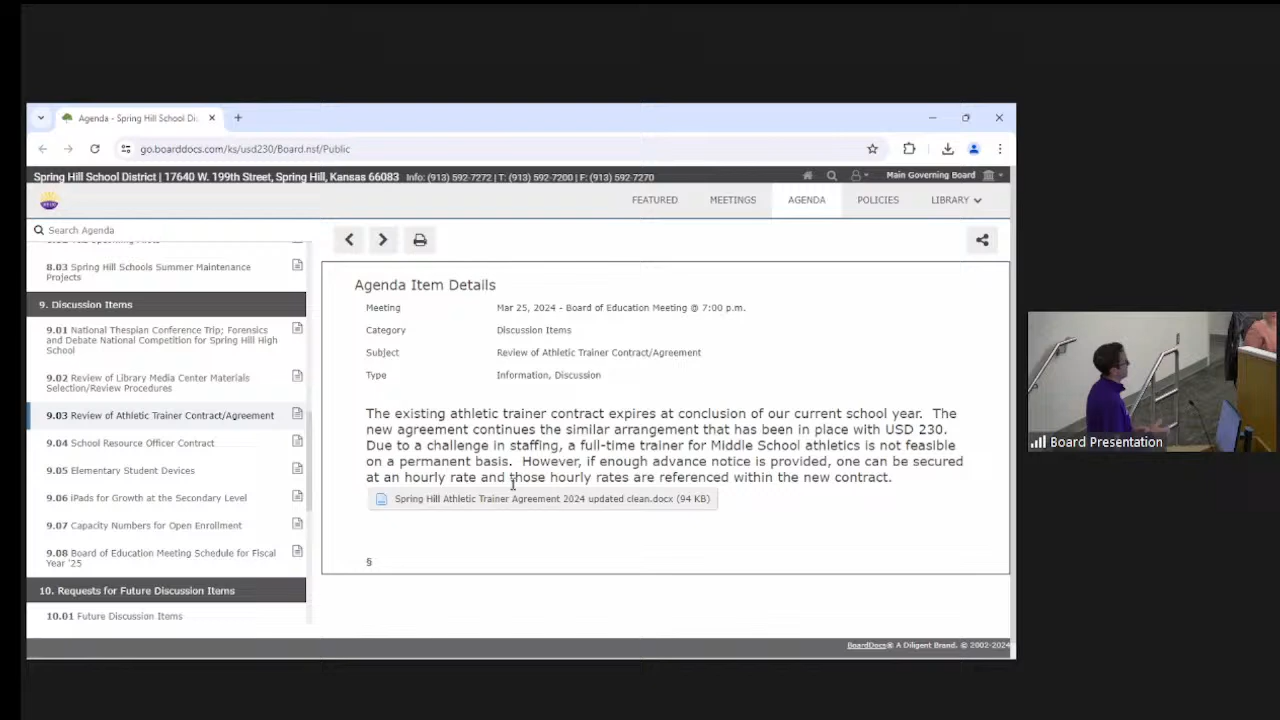 Agenda - Spring Hill School Di
go.boarddocs.com/ks/usd230/Board.nsf/Public
Spring Hill School District | 17640 W. 199th Street, Spring Hill, Kansas 66083 Info: (913) 592-7272 | T: (913) 592-7200 | F: (913) 592-7270
Main Governing Board
FEATURED MEETINGS AGENDA POLICIES LIBRARY
Search Agenda
8.03 Spring Hill Schools Summer Maintenance
Projects
9. Discussion Items
9.01 National Thespian Conference Trip; Forensics
and Debate National Competition for Spring Hill High
School
9.02 Review of Library Media Center Materials
Selection/Review Procedures
9.03 Review of Athletic Trainer Contract/Agreement
9.04 School Resource Officer Contract
9.05 Elementary Student Devices
9.06 iPads for Growth at the Secondary Level
9.07 Capacity Numbers for Open Enrollment
9.08 Board of Education Meeting Schedule for Fiscal
Year '25
10. Requests for Future Discussion Items
10.01 Future Discussion Items
Agenda Item Details
Meeting Mar 25, 2024 - Board of Education Meeting @ 7:00 p.m.
Category Discussion Items
Subject Review of Athletic Trainer Contract/Agreement
Type Information, Discussion
The existing athletic trainer contract expires at conclusion of our current school year. The
new agreement continues the similar arrangement that has been in place with USD 230.
Due to a challenge in staffing, a full-time trainer for Middle School athletics is not feasible
on a permanent basis. However, if enough advance notice is provided, one can be secured
at an hourly rate and those hourly rates are referenced within the new contract.
Spring Hill Athletic Trainer Agreement 2024 updated clean.docx (94 KB)
§
BoardDocs® A Diligent Brand. © 2002-2024
Board Presentation